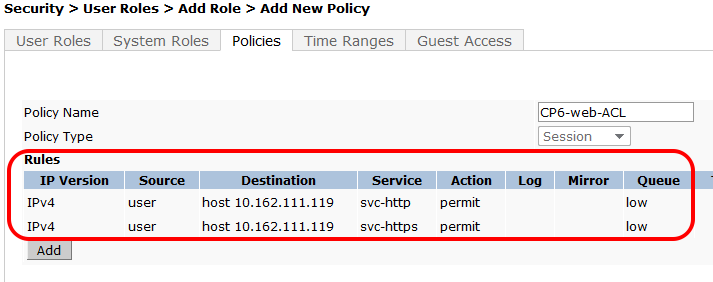 Security > User Roles > Add Role > Add New Policy
User Roles System Roles Policies Time Ranges Guest Access
Policy Name CP6-web-ACL
Policy Type Session
Rules
IP Version Source Destination Service Action Log Mirror Queue
IPv4 user host 10.162.111.119 svc-http permit low
IPv4 user host 10.162.111.119 svc-https permit low
Add